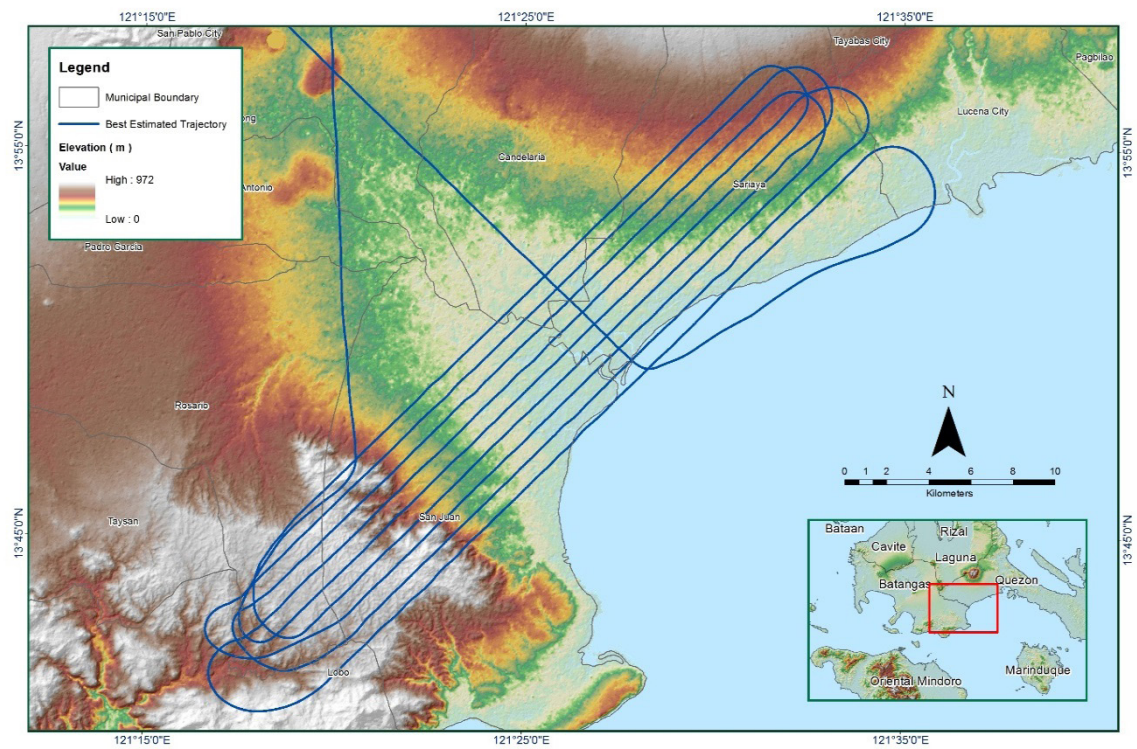 121°15'0"E
121°25'0"E
121°35'0"E
San Pablo City
Tayabas City
Pagbilao
Legend
Municipal Boundary
Best Estimated Trajectory
Elevation ( m )
Value
High : 972
Low : 0
ong
Antonio
Padre Garcia
Candelaria
Sariaya
Lucena City
13°55'0"N
13°55'0"N
Rosario
Taysan
San Juan
Lobo
13°45'0"N
13°45'0"N
N
0 1 2 4 6 8 10
Kilometers
Bataan
Rizal
Cavite
Laguna
Batangas
Quezon
Marinduque
Oriental Mindoro
121°15'0"E
121°25'0"E
121°35'0"E